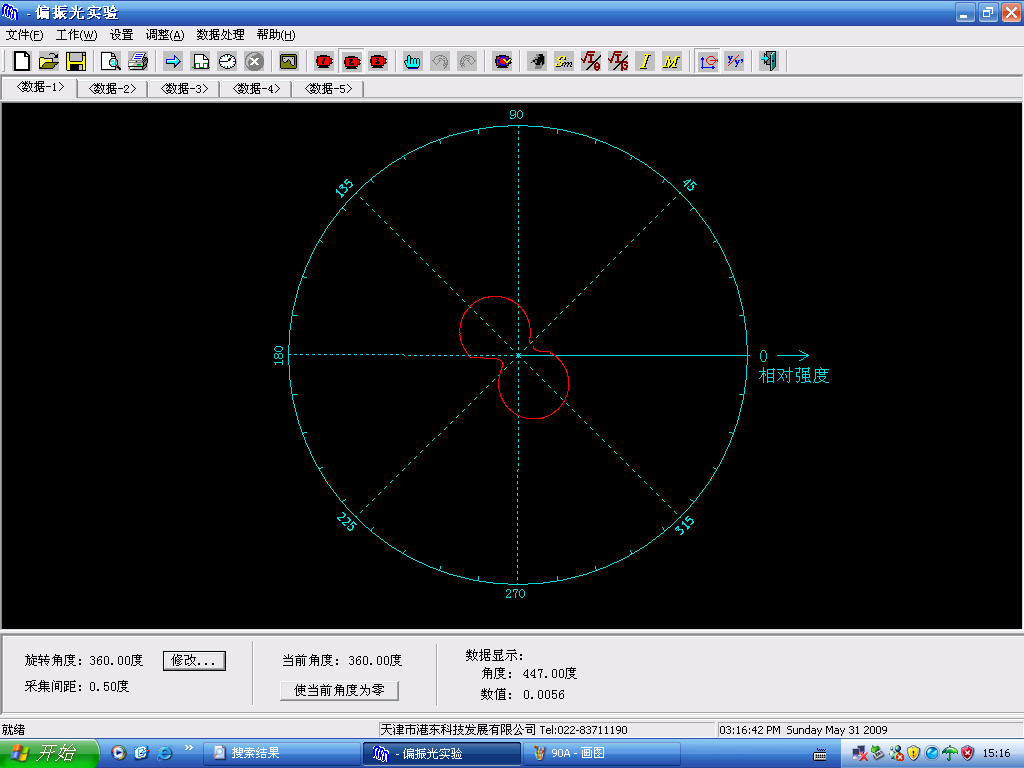 - 偏振光实验
文件(F) 工作(W) 设置 调整(A) 数据处理 帮助(H)
Sm √T/θ √T/S I M y/y'
<数据-1> <数据-2> <数据-3> <数据-4> <数据-5>
90
135
45
180
0
相对强度
225
315
270
旋转角度: 360.00度 修改...
采集间距: 0.50度
当前角度: 360.00度
使当前角度为零
数据显示:
角度: 447.00度
数值: 0.0056
就绪 天津市港东科技发展有限公司 Tel:022-83711190 03:16:42 PM Sunday May 31 2009
开始 » 搜索结果 - 偏振光实验 90A - 画图 15:16